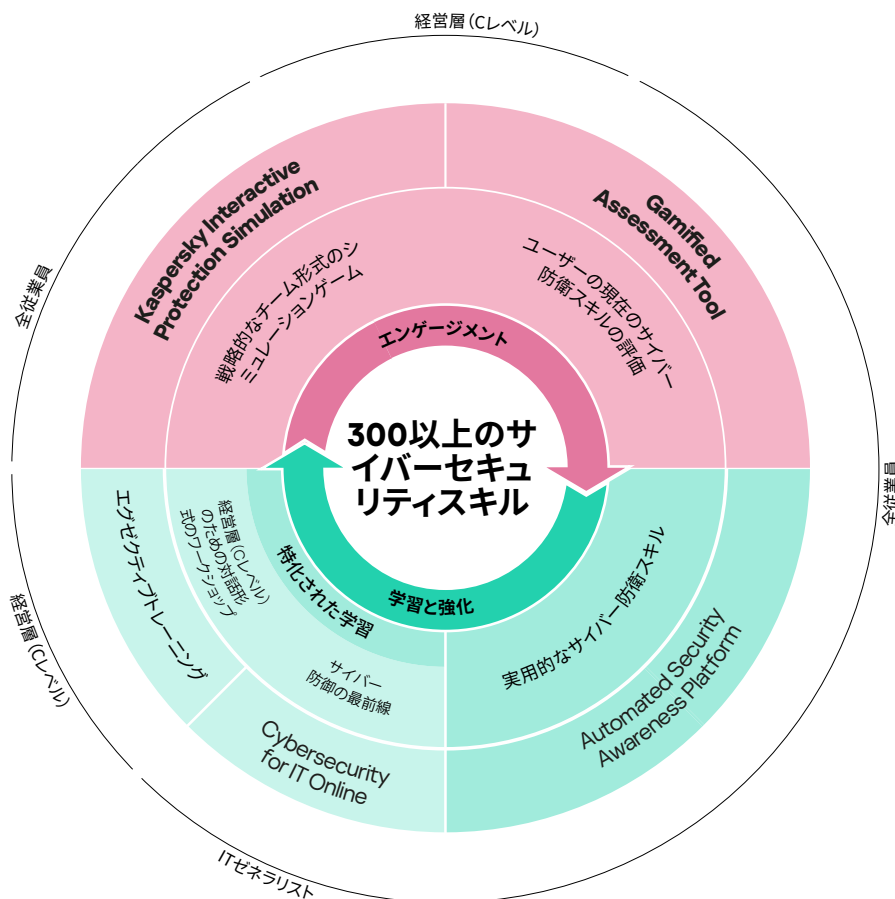 経営層（Cレベル）
全従業員
Kaspersky Interactive
Protection Simulation
Gamified
Assessment Tool
戦略的なチーム形式のシ
ミュレーションゲーム
ユーザーの現在のサイバー
防衛スキルの評価
エンゲージメント
300以上のサ
イバーセキュ
リティスキル
全従業員
エグゼクティブトレーニング
経営層（Cレベル）
のための対話形
式のワークショップ
特化された学習
学習と強化
実用的なサイバー防衛スキル
サイバー
防御の最前線
Automated Security
Awareness Platform
Cybersecurity
for IT Online
経営層（Cレベル）
ITゼネラリスト